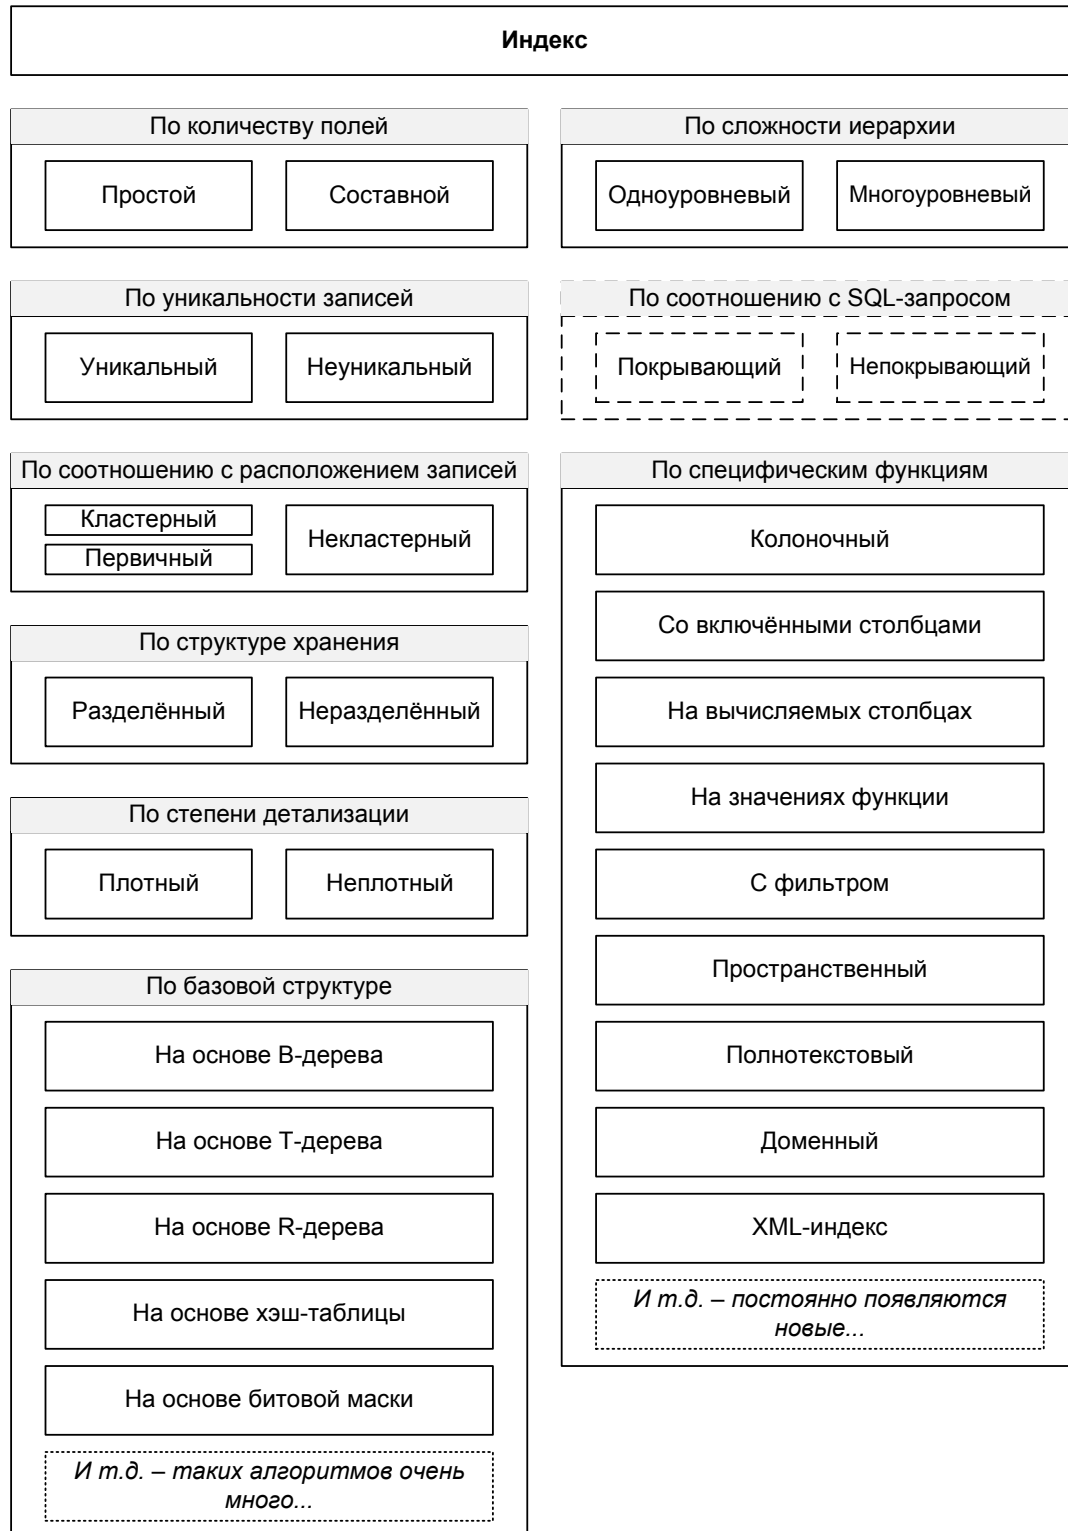 Индекс
По количеству полей
Простой
Составной
По сложности иерархии
Одноуровневый
Многоуровневый
По уникальности записей
Уникальный
Неуникальный
По соотношению с SQL-запросом
Покрывающий
Непокрывающий
По соотношению с расположением записей
Кластерный
Первичный
Некластерный
По структуре хранения
Разделённый
Неразделённый
По степени детализации
Плотный
Неплотный
По базовой структуре
На основе B-дерева
На основе T-дерева
На основе R-дерева
На основе хэш-таблицы
На основе битовой маски
И т.д. – таких алгоритмов очень
много...
По специфическим функциям
Колоночный
Со включёнными столбцами
На вычисляемых столбцах
На значениях функции
С фильтром
Пространственный
Полнотекстовый
Доменный
XML-индекс
И т.д. – постоянно появляются
новые...